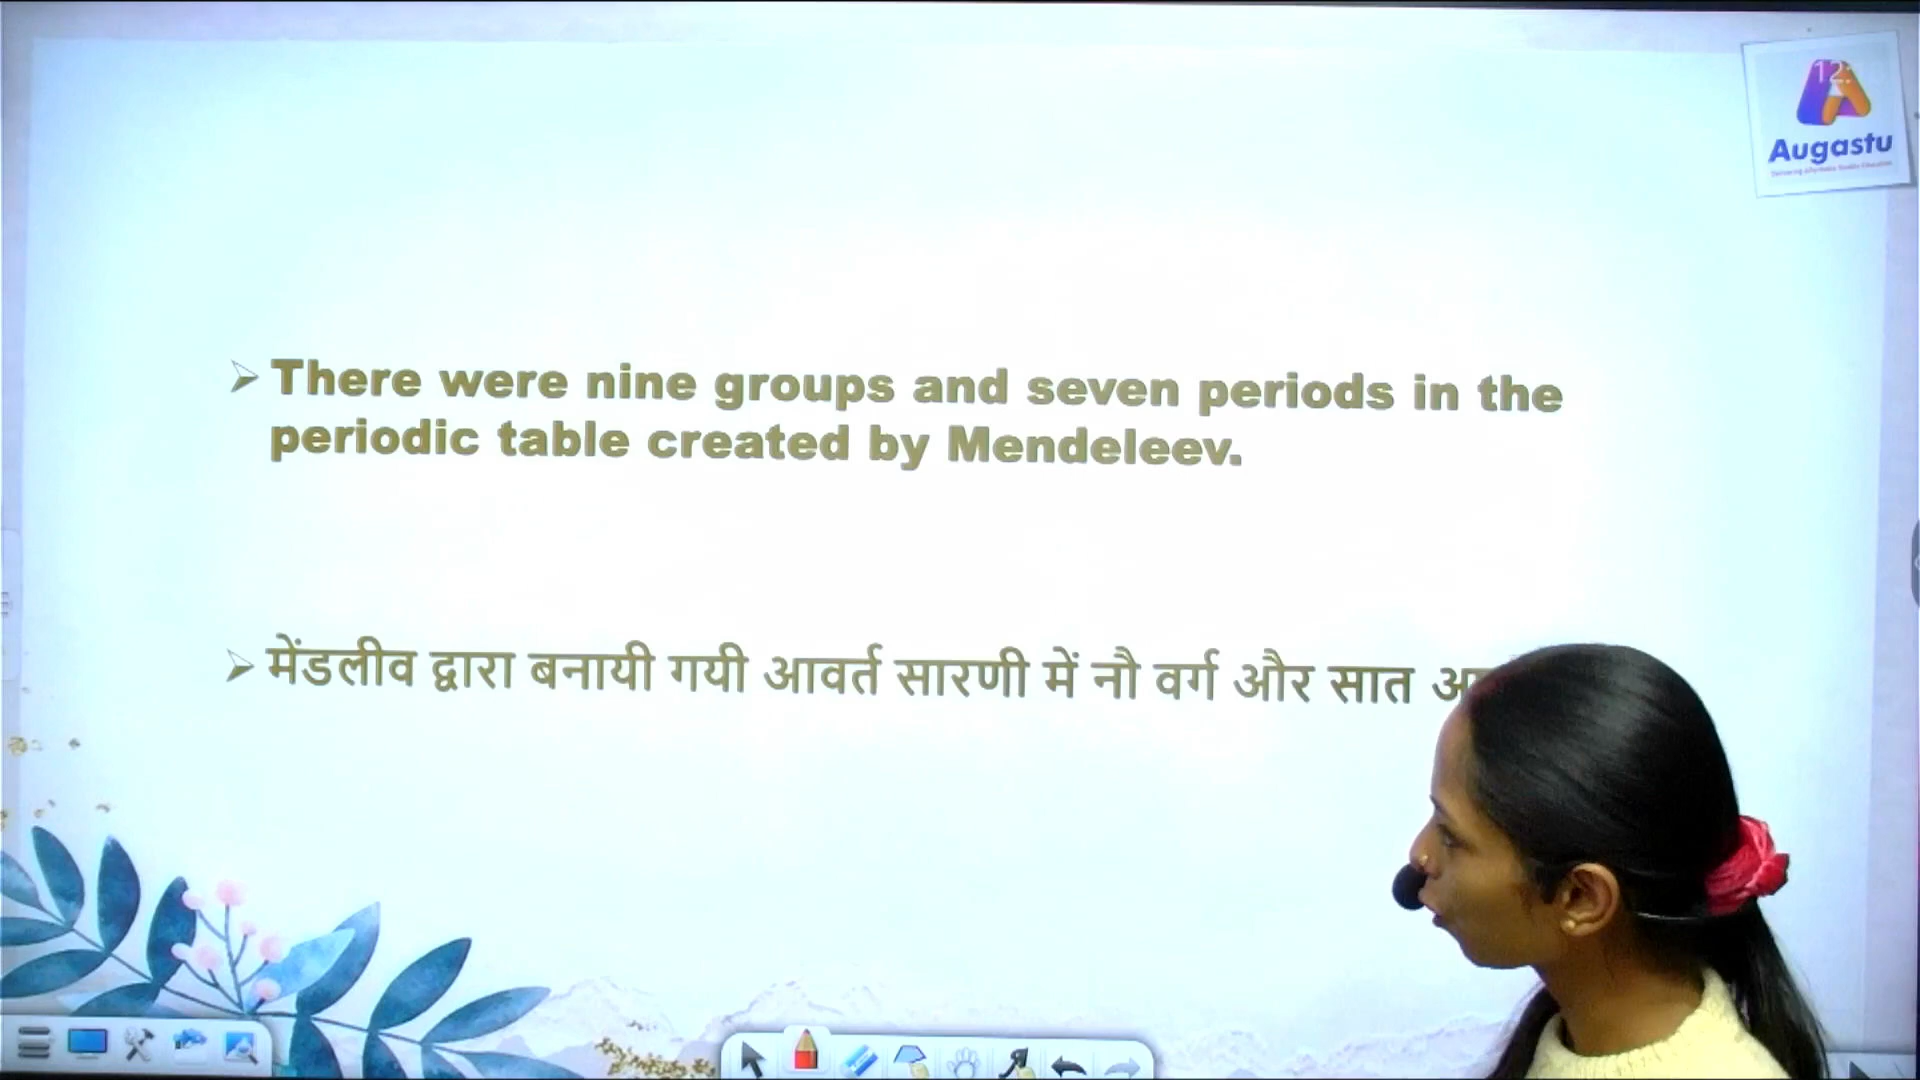 12:
Augastu
➢ There were nine groups and seven periods in the
periodic table created by Mendeleev.
➢ मेंडलीव द्वारा बनायी गयी आवर्त सारणी में नौ वर्ग और सात